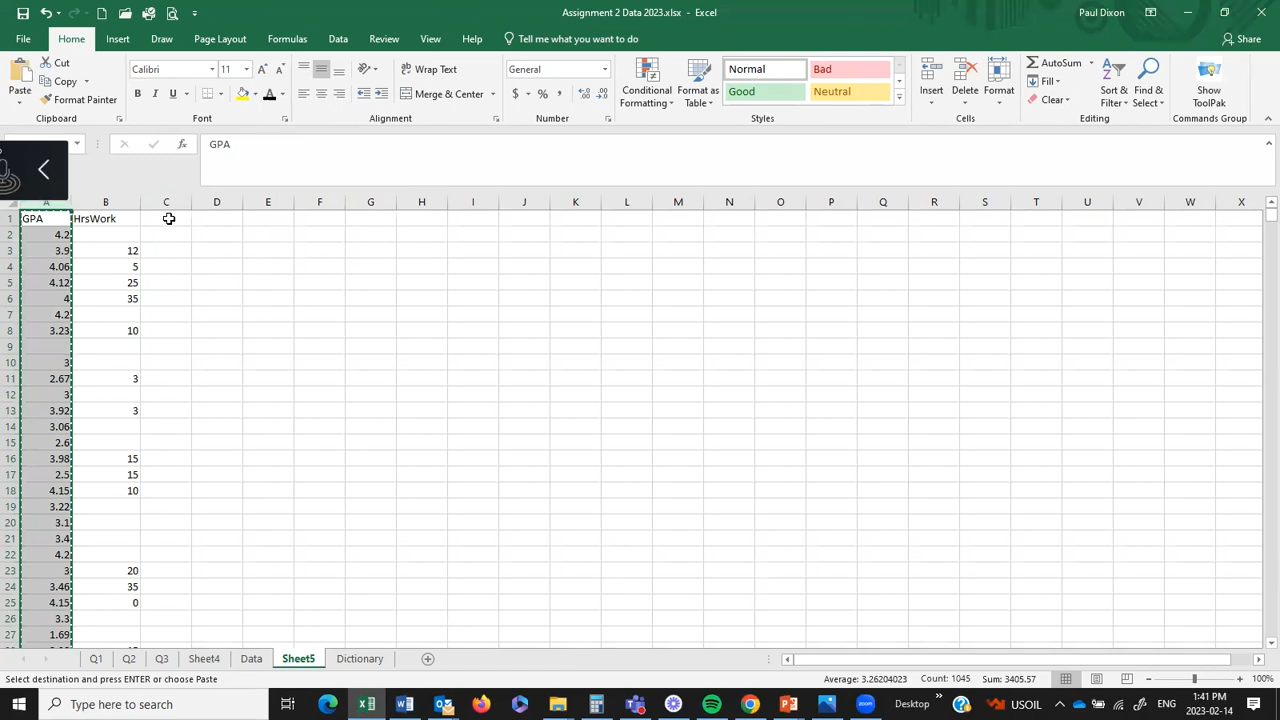 Assignment 2 Data 2023.xlsx - Excel
Paul Dixon
File Home Insert Draw Page Layout Formulas Data Review View Help Tell me what you want to do Share
Paste
Cut
Copy
Format Painter
Clipboard
Calibri 11
B I U
Font
Wrap Text
Merge & Center
Alignment
General
$ % ,
Number
Conditional Formatting
Format as Table
Normal Bad
Good Neutral
Styles
Insert Delete Format
Cells
AutoSum
Fill
Clear
Sort & Filter
Find & Select
Editing
Show ToolPak
Commands Group
fx GPA
A B C D E F G H I J K L M N O P Q R S T U V W X
1 GPA HrsWork
2 4.2
3 3.9 12
4 4.06 5
5 4.12 25
6 4 35
7 4.2
8 3.23 10
9
10 3
11 2.67 3
12 3
13 3.92 3
14 3.06
15 2.6
16 3.98 15
17 2.5 15
18 4.15 10
19 3.22
20 3.1
21 3.4
22 4.2
23 3 20
24 3.46 35
25 4.15 0
26 3.3
27 1.69
Q1 Q2 Q3 Sheet4 Data Sheet5 Dictionary
Select destination and press ENTER or choose Paste Average: 3.26204023 Count: 1045 Sum: 3405.57 100%
Type here to search
Desktop
USOIL
ENG
1:41 PM
2023-02-14